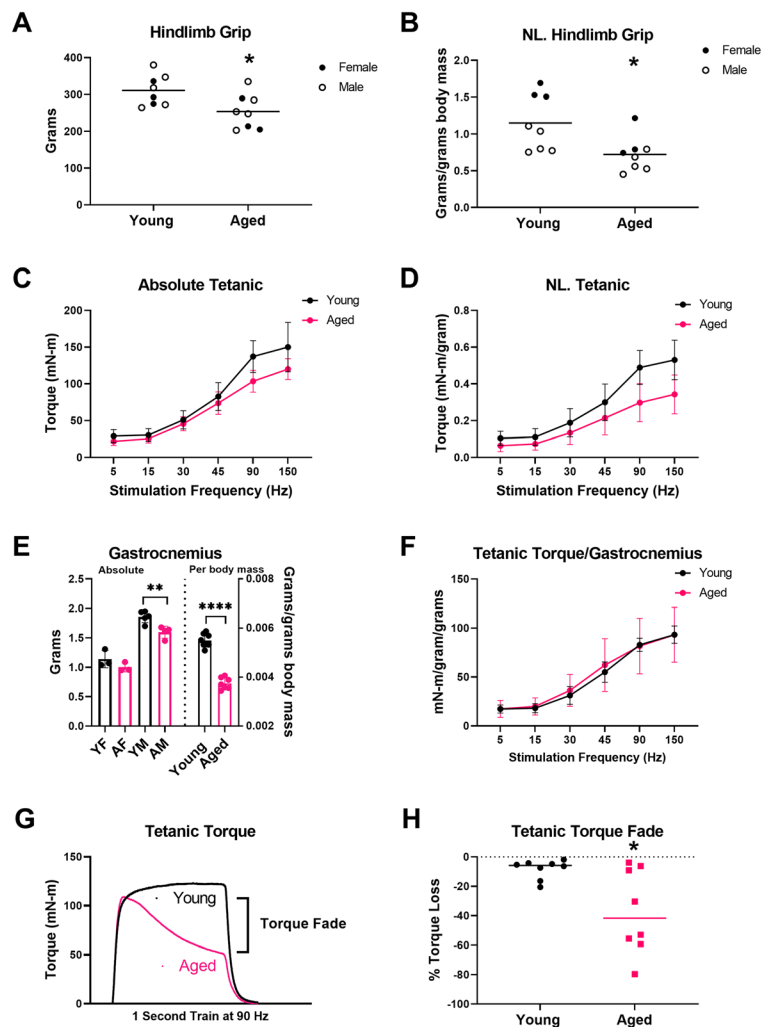 A
Hindlimb Grip
*
Female
Male
Grams
400
300
200
100
0
Young
Aged
B
NL. Hindlimb Grip
*
Female
Male
Grams/grams body mass
2.0
1.5
1.0
0.5
0.0
Young
Aged
C
Absolute Tetanic
Young
Aged
Torque (mN-m)
200
150
100
50
0
5 15 30 45 90 150
Stimulation Frequency (Hz)
D
NL. Tetanic
Young
Aged
Torque (mN-m/gram)
0.8
0.6
0.4
0.2
0.0
5 15 30 45 90 150
Stimulation Frequency (Hz)
E
Gastrocnemius
Absolute
Per body mass
**
****
Grams
2.5
2.0
1.5
1.0
0.5
0.0
0.008
0.006
0.004
0.002
Grams/grams body mass
YF AF YM AM Young Aged
F
Tetanic Torque/Gastrocnemius
Young
Aged
mN-m/gram/grams
150
100
50
0
5 15 30 45 90 150
Stimulation Frequency (Hz)
G
Tetanic Torque
Torque (mN-m)
150
100
50
0
Young
Torque Fade
Aged
1 Second Train at 90 Hz
H
Tetanic Torque Fade
*
% Torque Loss
0
-20
-40
-60
-80
-100
Young
Aged